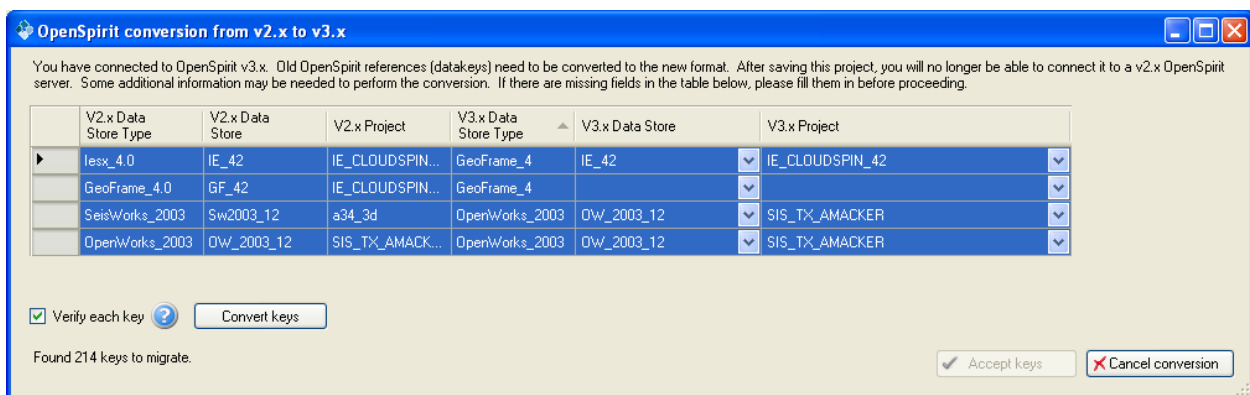 OpenSpirit conversion from v2.x to v3.x
You have connected to OpenSpirit v3.x. Old OpenSpirit references (datakeys) need to be converted to the new format. After saving this project, you will no longer be able to connect it to a v2.x OpenSpirit
server. Some additional information may be needed to perform the conversion. If there are missing fields in the table below, please fill them in before proceeding.
V2.x Data Store Type V2.x Data Store V2.x Project V3.x Data Store Type V3.x Data Store V3.x Project
Iesx_4.0 IE_42 IE_CLOUDSPIN... GeoFrame_4 IE_42 IE_CLOUDSPIN_42
GeoFrame_4.0 GF_42 IE_CLOUDSPIN... GeoFrame_4
SeisWorks_2003 Sw2003_12 a34_3d OpenWorks_2003 OW_2003_12 SIS_TX_AMACKER
OpenWorks_2003 OW_2003_12 SIS_TX_AMACK... OpenWorks_2003 OW_2003_12 SIS_TX_AMACKER
Verify each key ? Convert keys
Found 214 keys to migrate.
Accept keys Cancel conversion